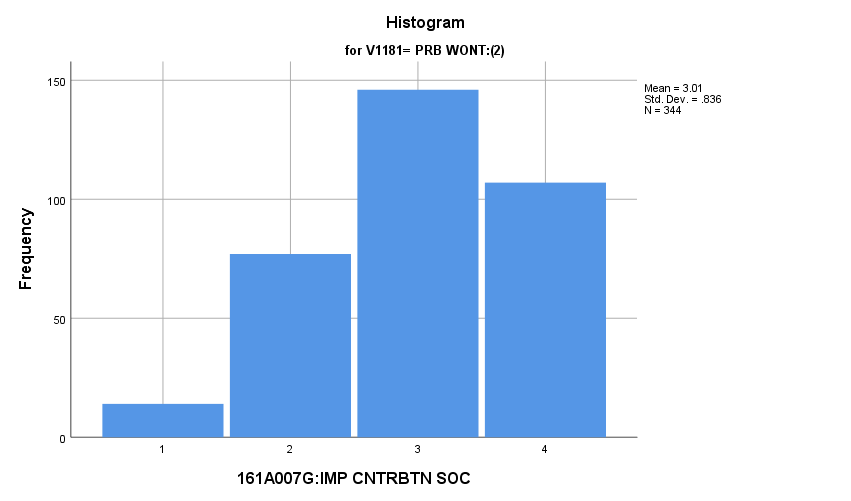 Histogram
for V1181= PRB WONT:(2)
Mean = 3.01
Std. Dev. = .836
N = 344
150
100
50
0
Frequency
1 2 3 4
161A007G:IMP CNTRBTN SOC